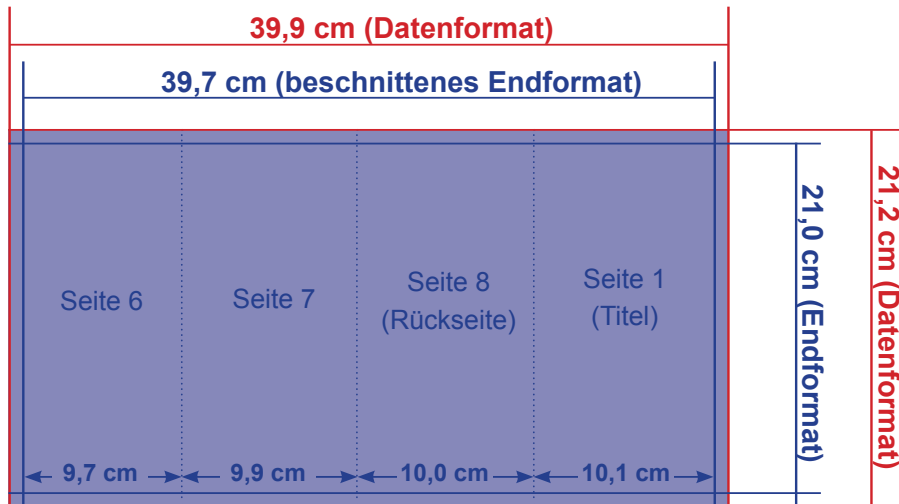 39,9 cm (Datenformat)
39,7 cm (beschnittenes Endformat)
21,0 cm (Endformat)
21,2 cm (Datenformat)
Seite 6
Seite 7
Seite 8
(Rückseite)
Seite 1
(Titel)
9,7 cm
9,9 cm
10,0 cm
10,1 cm